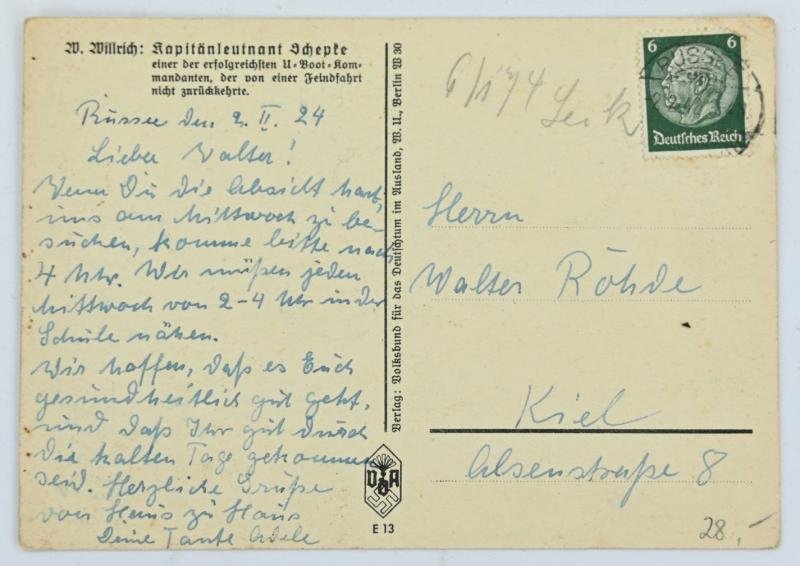 W. Willrich: Kapitänleutnant Schepke
einer der erfolgreichsten U-Boot-Kom-
mandanten, der von einer Feindfahrt
nicht zurückkehrte.
Russee den 2. II. 24
Lieber Walter!
Wenn Du die Absicht hast,
uns am Mittwoch zu be-
suchen, komme bitte nach
4 Uhr. Wir müßen jeden
Mittwoch von 2-4 Uhr in der
Schule nähen.
Wir hoffen, daß es Euch
gesundheitlich gut geht,
und daß Ihr gut durch
die kalten Tage gekommen
seid. Herzliche Grüße
von Haus zu Haus
Deine Tante Adele
Verlag: Volksbund für das Deutschtum im Ausland, W. U., Berlin W 30
VDA
E 13
6 6
Deutsches Reich
RUSSEE
Herrn
Walter Röhde
Kiel
Alsenstraße 8
28,-